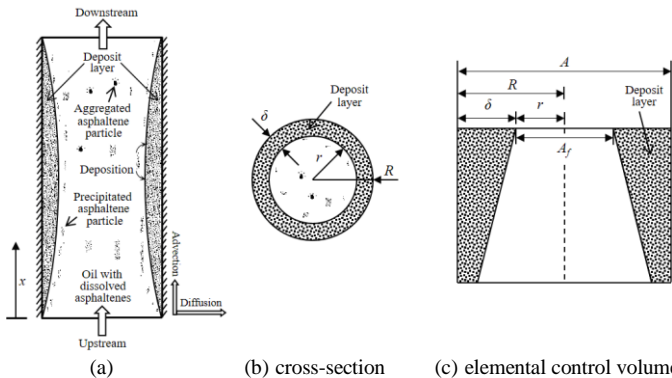 Downstream
Deposit
layer
Aggregated
asphaltene
particle
Deposition
Precipitated
asphaltene
particle
x
Oil with
dissolved
asphaltenes
Upstream
Advection
Diffusion
(a)
Deposit
layer
δ
r
R
(b) cross-section
A
R
δ
r
Deposit
layer
A_f
(c) elemental control volum